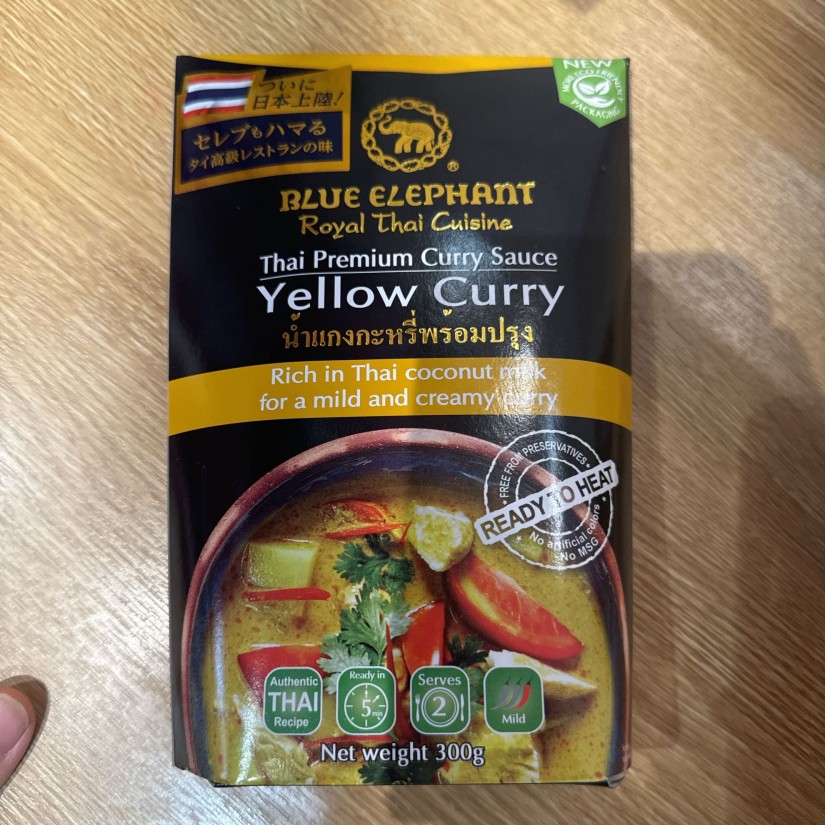 ついに
日本上陸!
セレブもハマる
タイ高級レストランの味
NEW
MORE ECO FRIENDLY
PACKAGING
®
BLUE ELEPHANT
Royal Thai Cuisine
Thai Premium Curry Sauce
Yellow Curry
น้ำแกงกะหรี่พร้อมปรุง
Rich in Thai coconut milk
for a mild and creamy curry
FREE FROM PRESERVATIVES
READY TO HEAT
No artificial colors
No MSG
Authentic
THAI
Recipe
Ready in
5 min
Serves
2
Mild
Net weight 300g